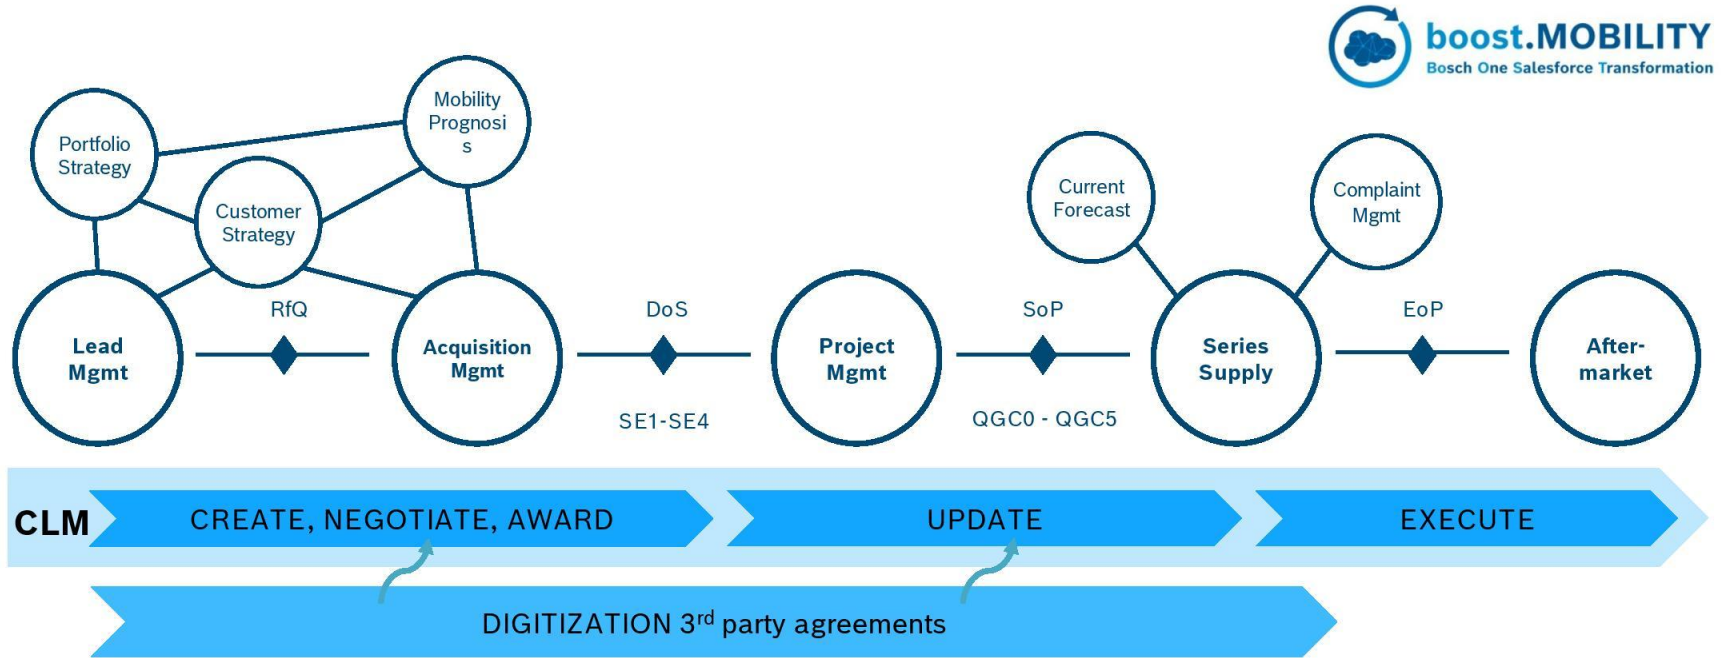 boost.MOBILITY
Bosch One Salesforce Transformation
Portfolio
Strategy
Customer
Strategy
Mobility
Prognosi
s
Current
Forecast
Complaint
Mgmt
Lead
Mgmt
RfQ
Acquisition
Mgmt
DoS
SE1-SE4
Project
Mgmt
SoP
QGC0 - QGC5
Series
Supply
EoP
After-
market
CLM
CREATE, NEGOTIATE, AWARD
UPDATE
EXECUTE
DIGITIZATION 3rd party agreements